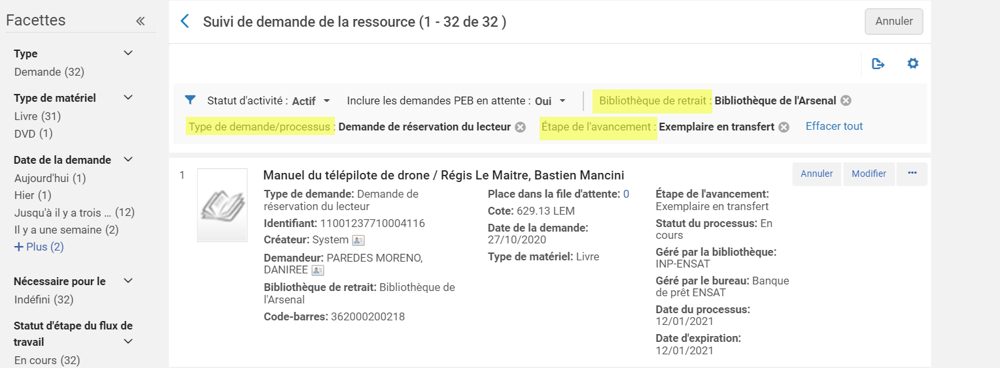 Facettes
Type
Demande (32)
Type de matériel
Livre (31)
DVD (1)
Date de la demande
Aujourd'hui (1)
Hier (1)
Jusqu'à il y a trois ... (12)
Il y a une semaine (2)
+ Plus (2)
Nécessaire pour le
Indéfini (32)
Statut d'étape du flux de
travail
En cours (32)
Suivi de demande de la ressource (1 - 32 de 32 )
Annuler
Statut d'activité : Actif Inclure les demandes PEB en attente : Oui Bibliothèque de retrait : Bibliothèque de l'Arsenal
Type de demande/processus : Demande de réservation du lecteur Étape de l'avancement : Exemplaire en transfert Effacer tout
1
Manuel du télépilote de drone / Régis Le Maitre, Bastien Mancini
Annuler Modifier ...
Type de demande: Demande de
réservation du lecteur
Identifiant: 11001237710004116
Créateur: System
Demandeur: PAREDES MORENO,
DANIREE
Bibliothèque de retrait: Bibliothèque de
l'Arsenal
Code-barres: 362000200218
Place dans la file d'attente: 0
Cote: 629.13 LEM
Date de la demande:
27/10/2020
Type de matériel: Livre
Étape de l'avancement:
Exemplaire en transfert
Statut du processus: En
cours
Géré par la bibliothèque:
INP-ENSAT
Géré par le bureau: Banque
de prêt ENSAT
Date du processus:
12/01/2021
Date d'expiration:
12/01/2021